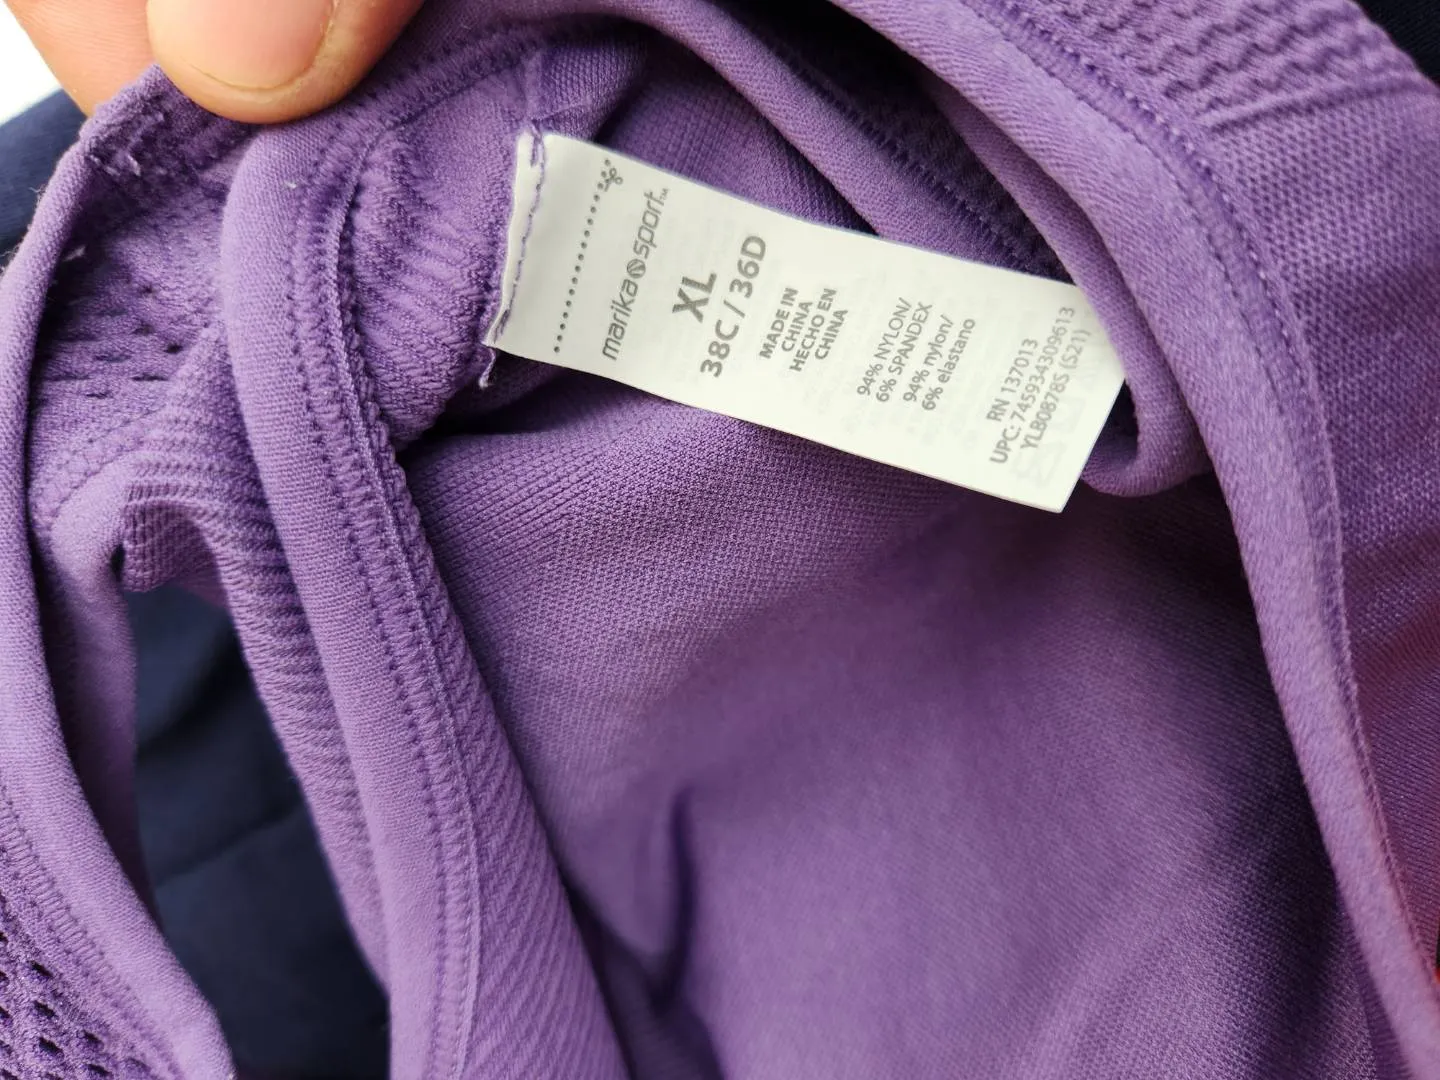 marika sport™
XL
38C / 36D
MADE IN
CHINA
HECHO EN
CHINA
94% NYLON/
6% SPANDEX
94% nylon/
6% elastano
RN 137013
UPC: 745934309613
YLB0878S (S21)